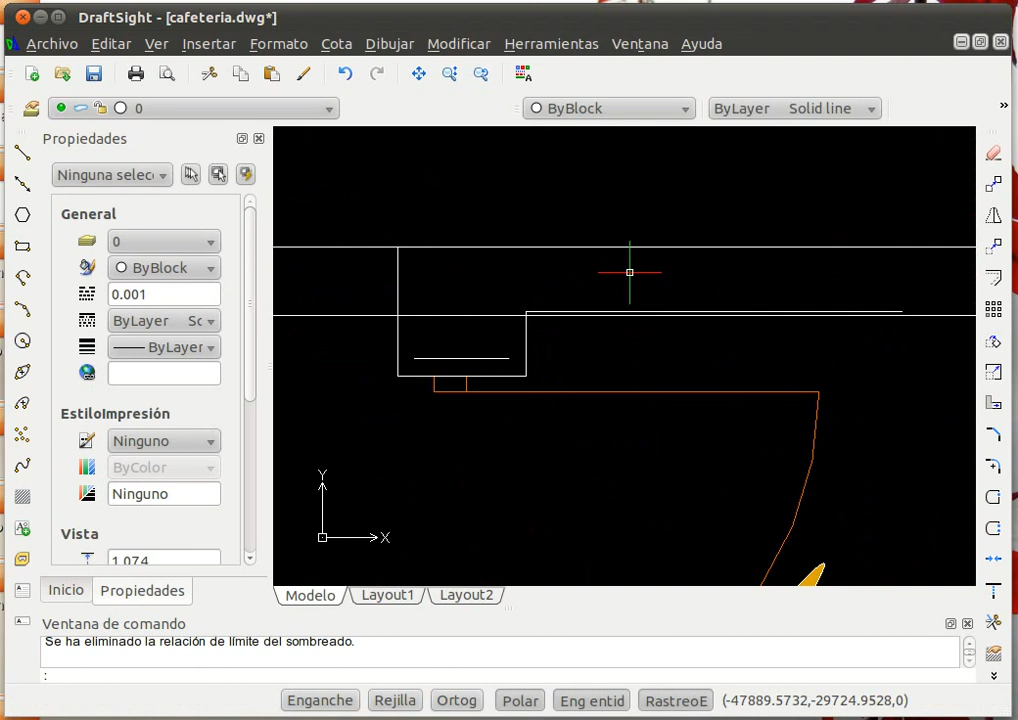 DraftSight - [cafeteria.dwg*]
Archivo Editar Ver Insertar Formato Cota Dibujar Modificar Herramientas Ventana Ayuda
0 ByBlock ByLayer Solid line »
Propiedades
Ninguna selec
General
0
ByBlock
0.001
ByLayer Sc
ByLayer
EstiloImpresión
Ninguno
ByColor
Ninguno
Vista
1.074
Y
X
Inicio Propiedades
Modelo Layout1 Layout2
Ventana de comando
Se ha eliminado la relación de límite del sombreado.
:
Enganche Rejilla Ortog Polar Eng entid RastreoE (-47889.5732,-29724.9528,0)